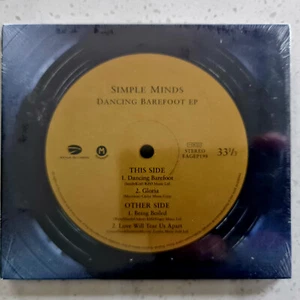 SIMPLE MINDS
DANCING BAREFOOT EP
STEREO
EAGEP198
33⅓
THIS SIDE
1. Dancing Barefoot
2. Gloria
OTHER SIDE
1. Being Boiled
2. Love Will Tear Us Apart